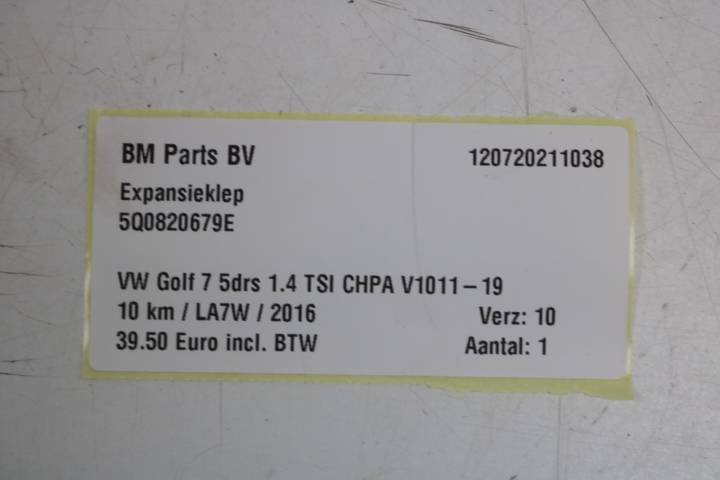 BM Parts BV 120720211038
Expansieklep
5Q0820679E
VW Golf 7 5drs 1.4 TSI CHPA V1011-19
10 km / LA7W / 2016 Verz: 10
39.50 Euro incl. BTW Aantal: 1